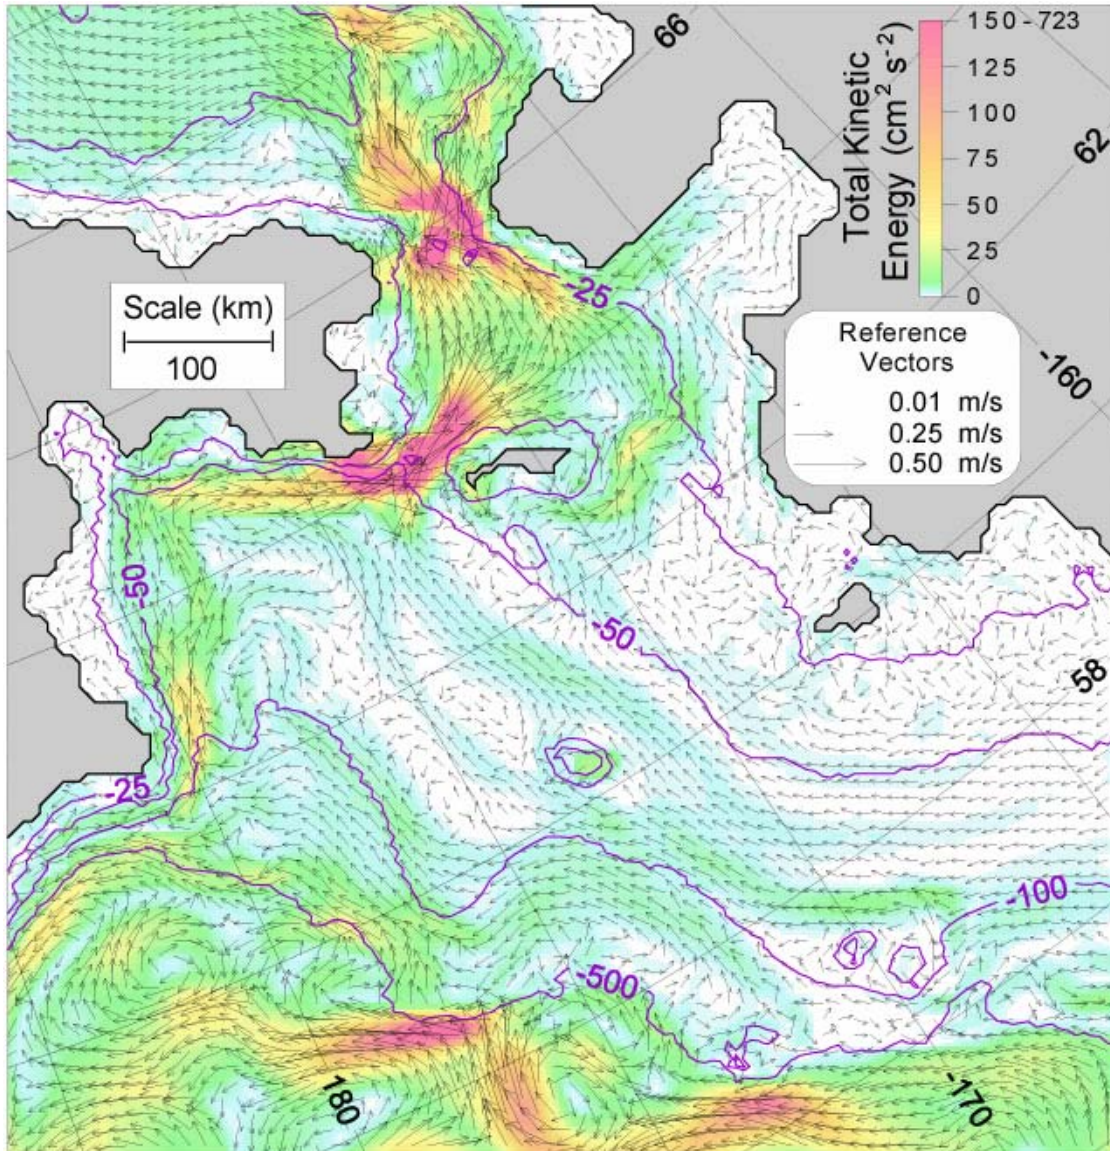 66
62
-160
58
-170
180
Total Kinetic
Energy (cm² s⁻²)
150 - 723
125
100
75
50
25
0
Reference
Vectors
0.01 m/s
0.25 m/s
0.50 m/s
Scale (km)
100
-25
-50
-50
-25
-100
-500